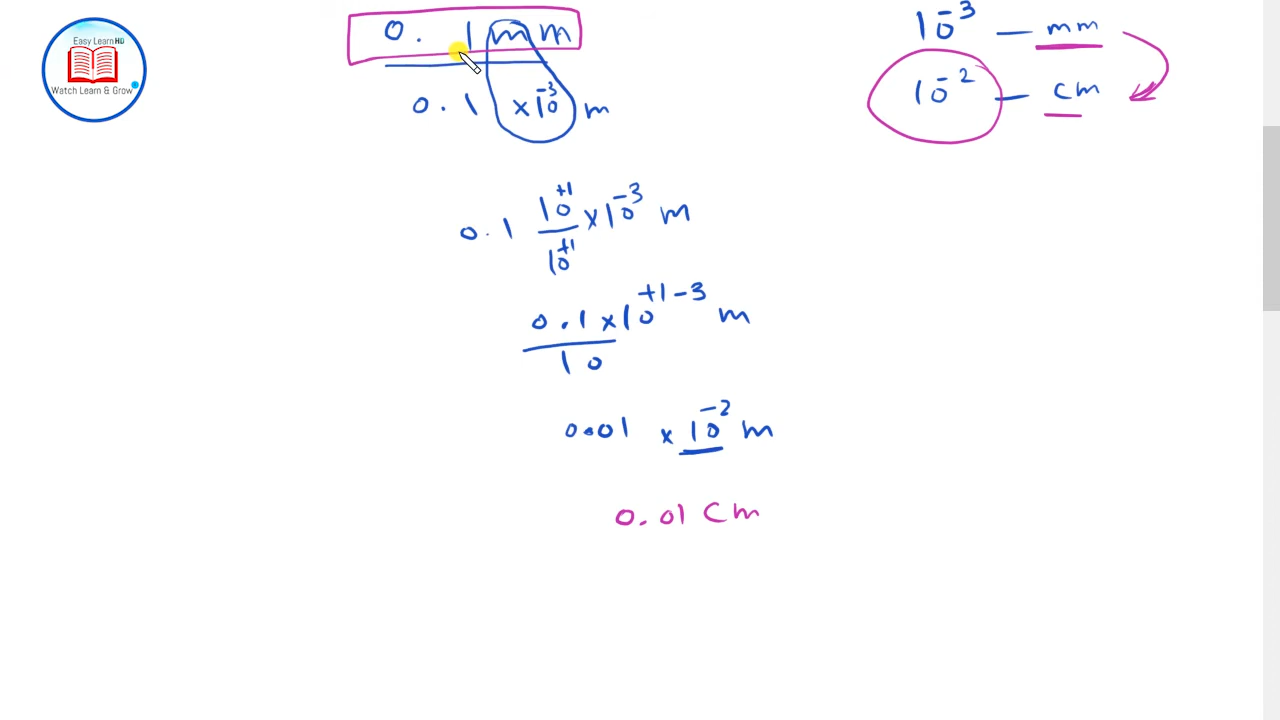 Easy Learn HD
Watch Learn & Grow
0.1 mm
0.1 ×10⁻³ m
10⁻³ — mm
10⁻² — cm
0.1 10⁺¹/10⁺¹ ×10⁻³ m
0.1×10⁺¹⁻³ m
10
0.01 ×10⁻² m
0.01 cm